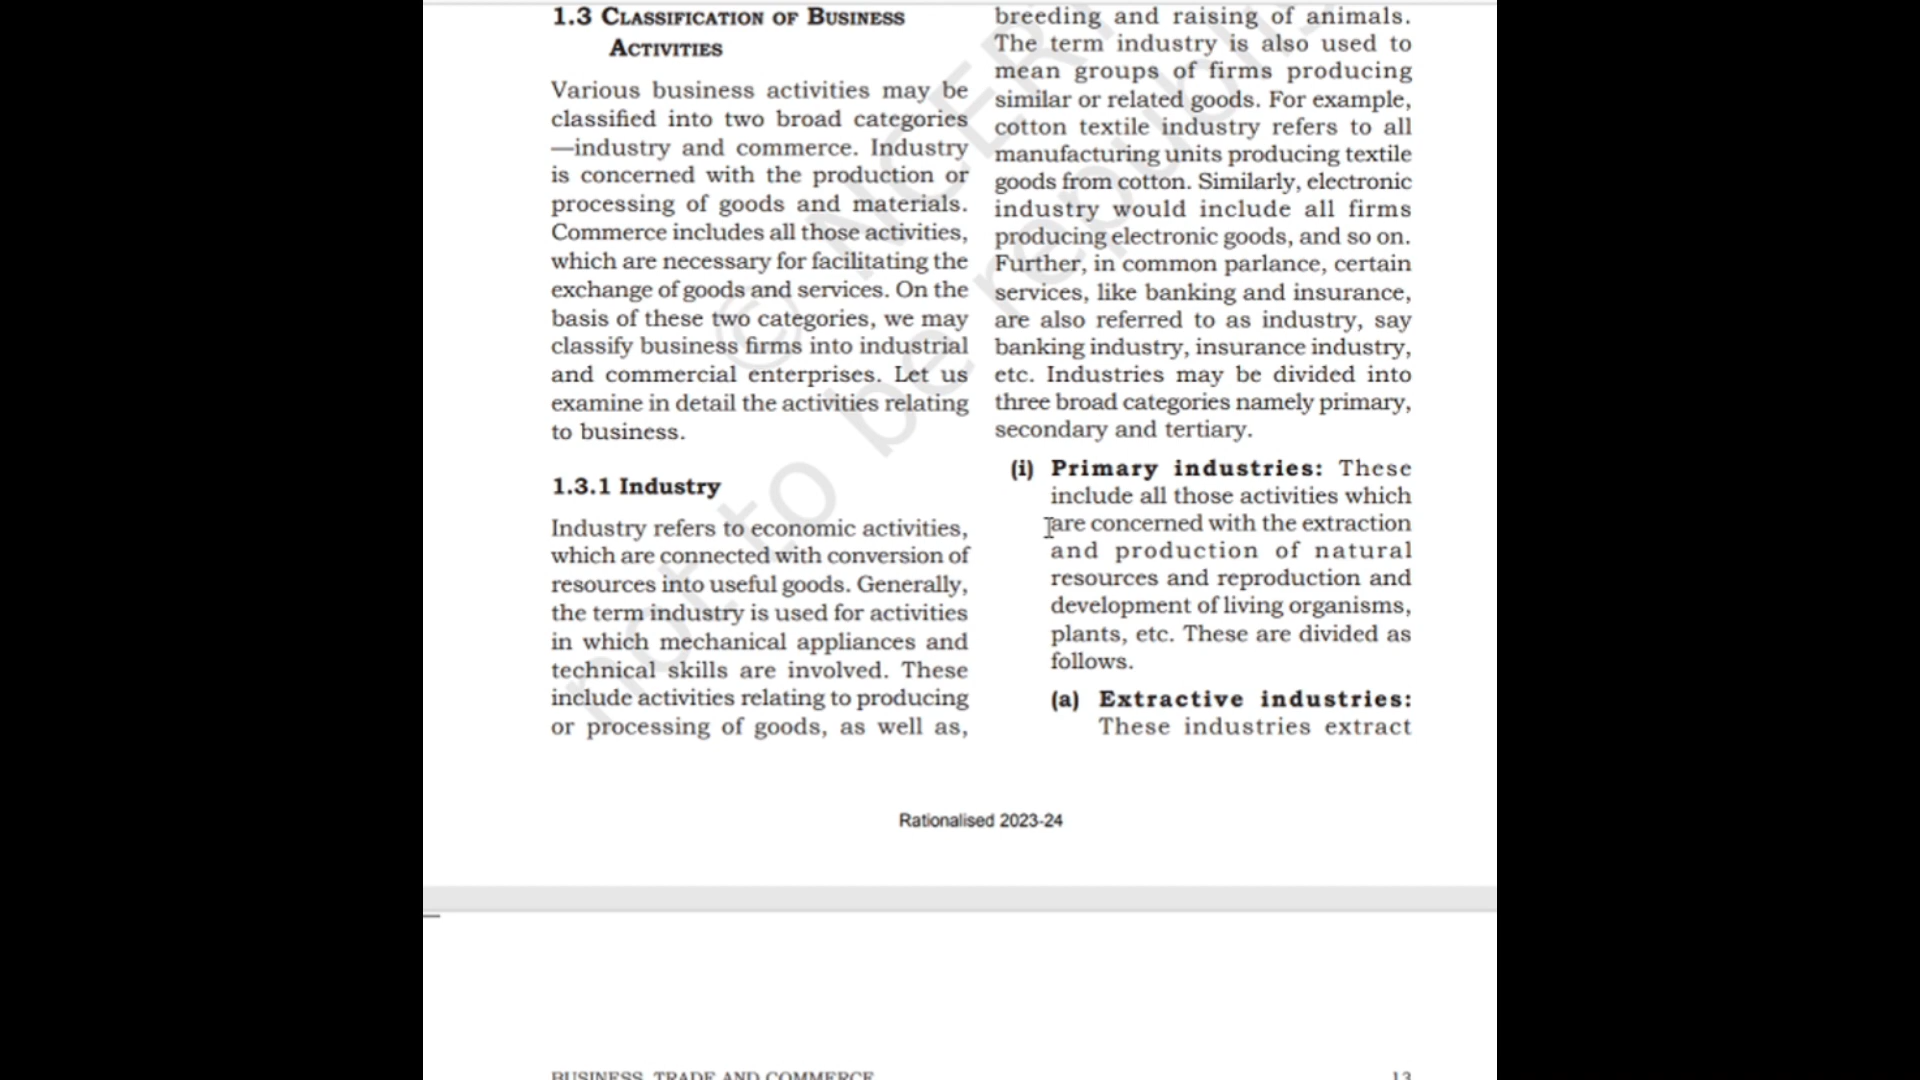 1.3 CLASSIFICATION OF BUSINESS
ACTIVITIES
Various business activities may be
classified into two broad categories
—industry and commerce. Industry
is concerned with the production or
processing of goods and materials.
Commerce includes all those activities,
which are necessary for facilitating the
exchange of goods and services. On the
basis of these two categories, we may
classify business firms into industrial
and commercial enterprises. Let us
examine in detail the activities relating
to business.
1.3.1 Industry
Industry refers to economic activities,
which are connected with conversion of
resources into useful goods. Generally,
the term industry is used for activities
in which mechanical appliances and
technical skills are involved. These
include activities relating to producing
or processing of goods, as well as,
breeding and raising of animals.
The term industry is also used to
mean groups of firms producing
similar or related goods. For example,
cotton textile industry refers to all
manufacturing units producing textile
goods from cotton. Similarly, electronic
industry would include all firms
producing electronic goods, and so on.
Further, in common parlance, certain
services, like banking and insurance,
are also referred to as industry, say
banking industry, insurance industry,
etc. Industries may be divided into
three broad categories namely primary,
secondary and tertiary.
(i) Primary industries: These
include all those activities which
are concerned with the extraction
and production of natural
resources and reproduction and
development of living organisms,
plants, etc. These are divided as
follows.
(a) Extractive industries:
These industries extract
© NCERT
not to be republis
Rationalised 2023-24
BUSINESS, TRADE AND COMMERCE
13